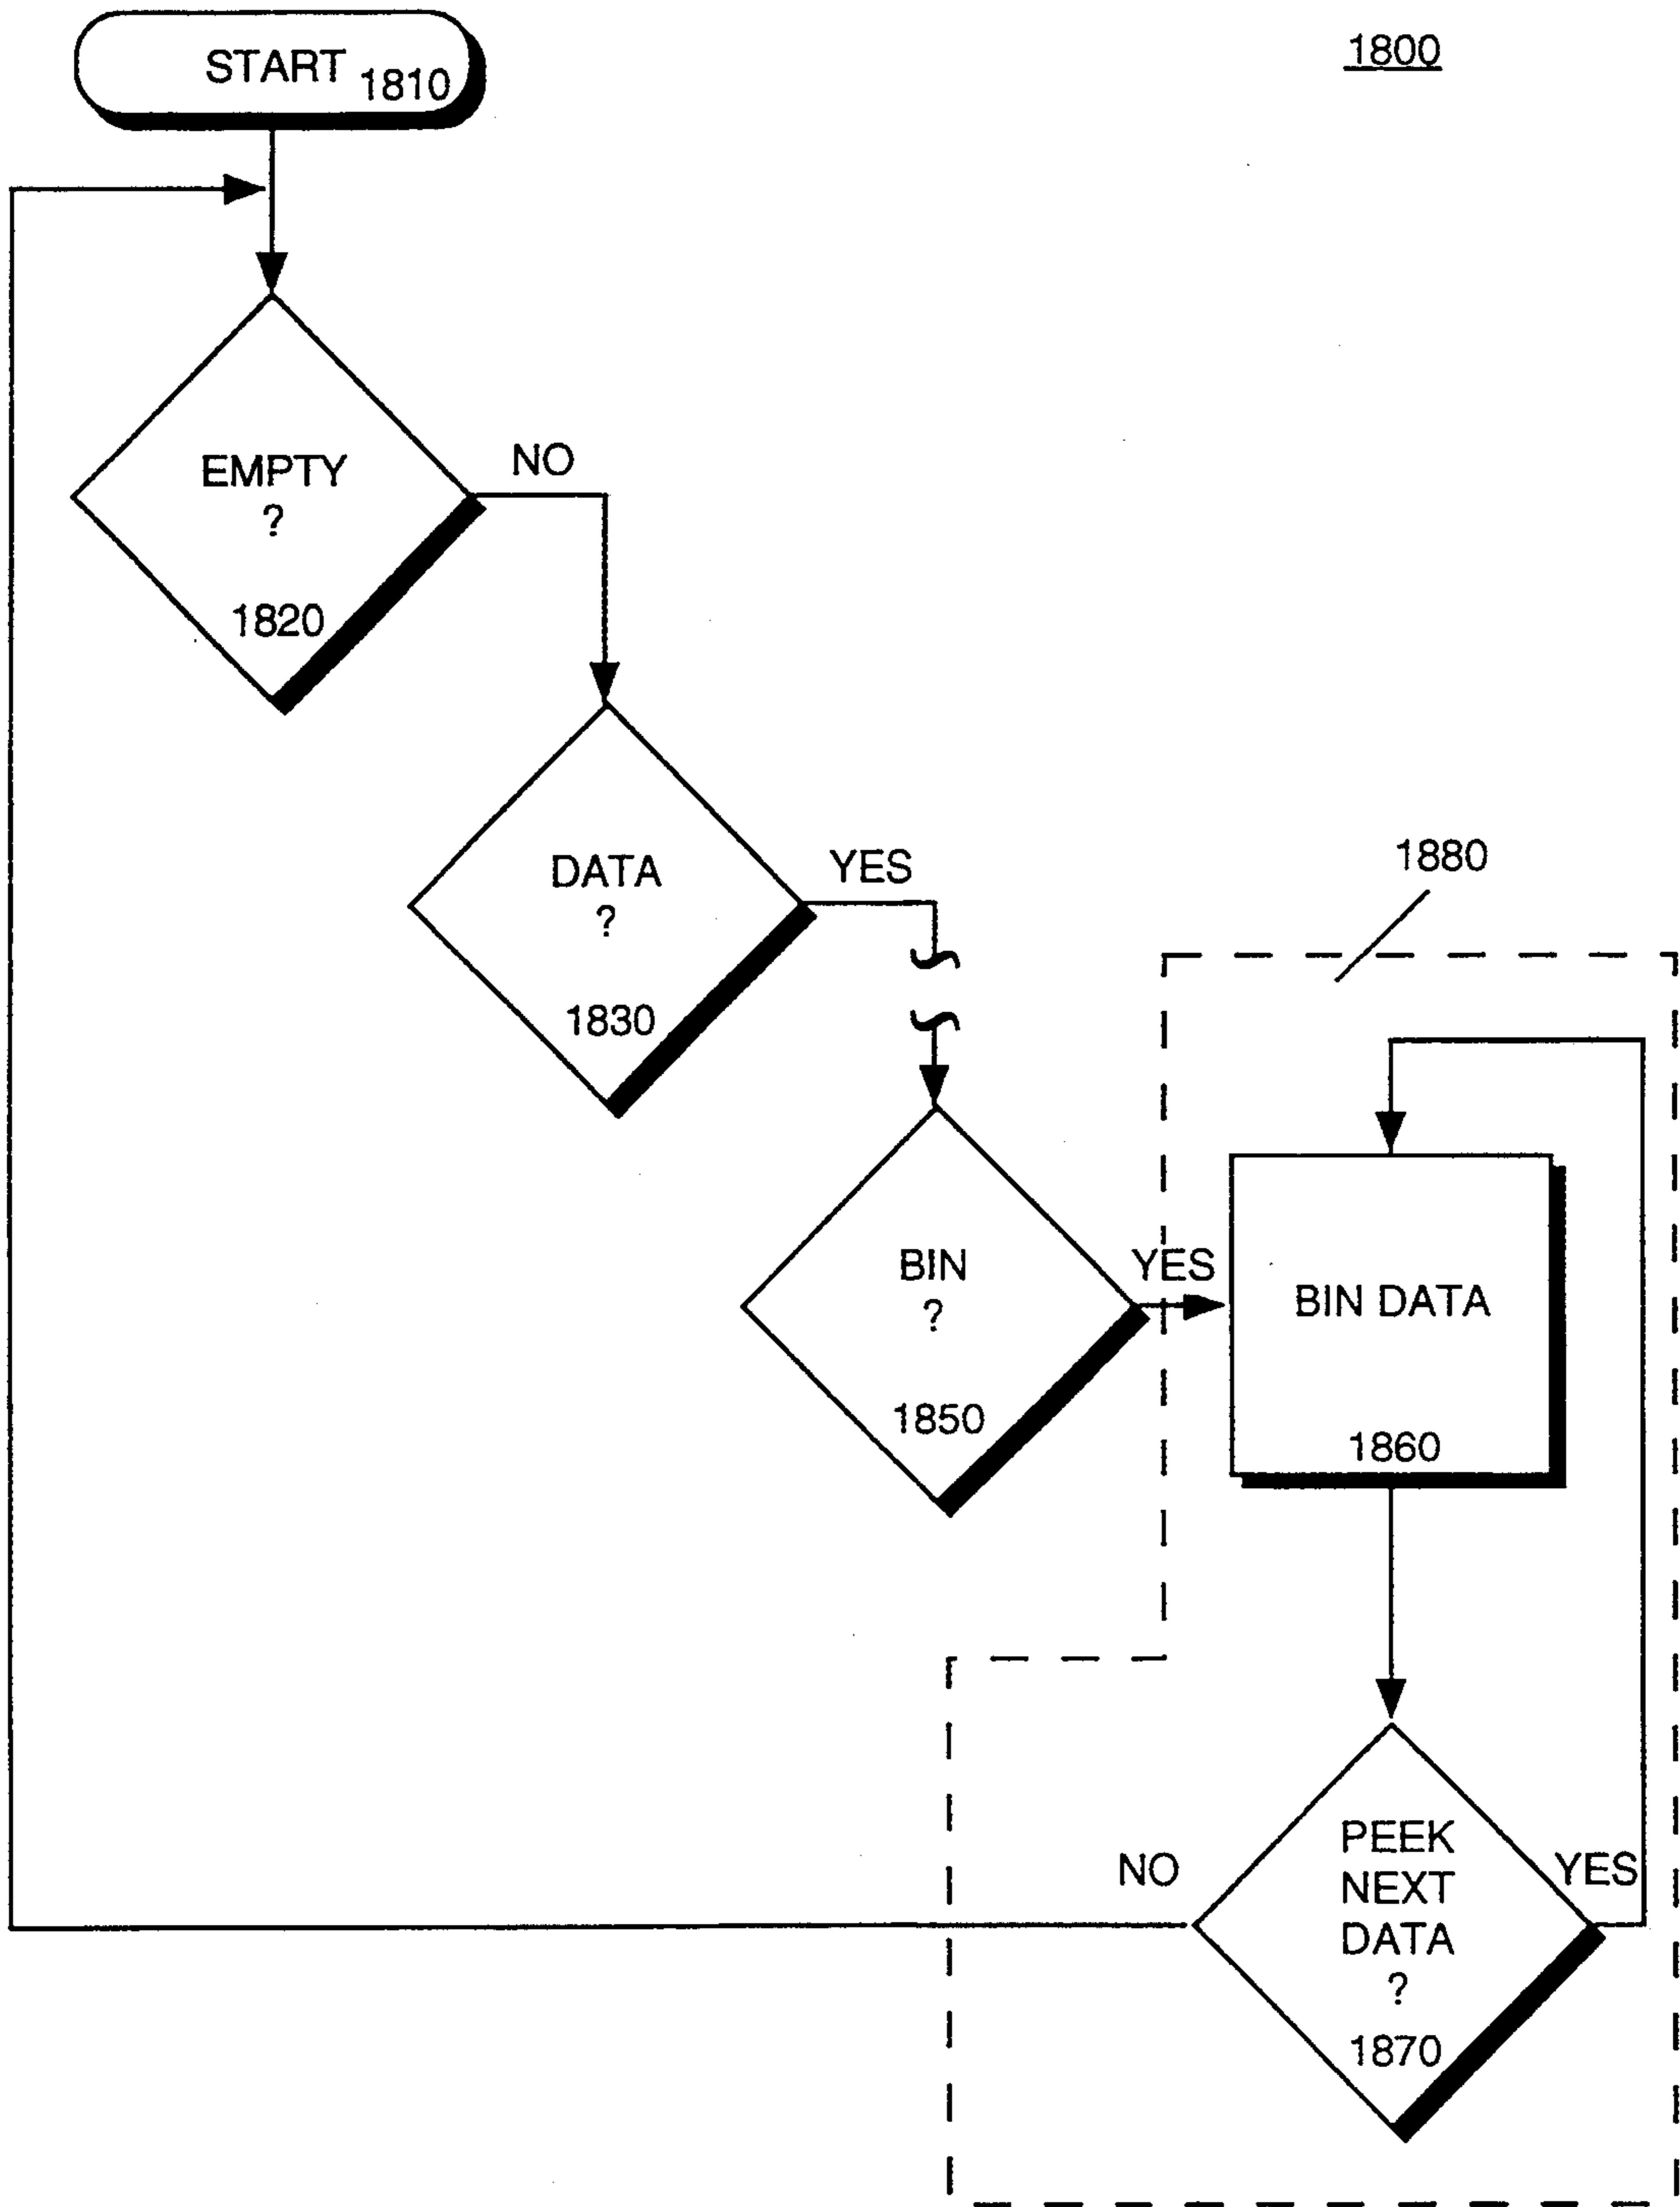 1800
START 1810
EMPTY
?
1820
NO
DATA
?
1830
YES
1880
BIN
?
1850
YES
BIN DATA
1860
PEEK
NEXT
DATA
?
1870
NO
YES